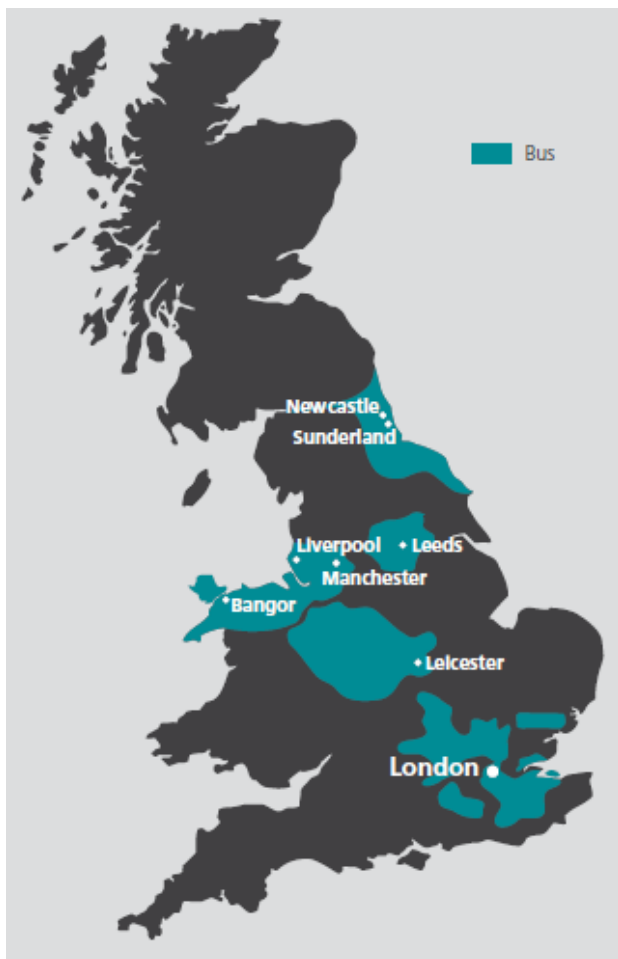 Bus
Newcastle
Sunderland
Liverpool
Leeds
Manchester
Bangor
Leicester
London